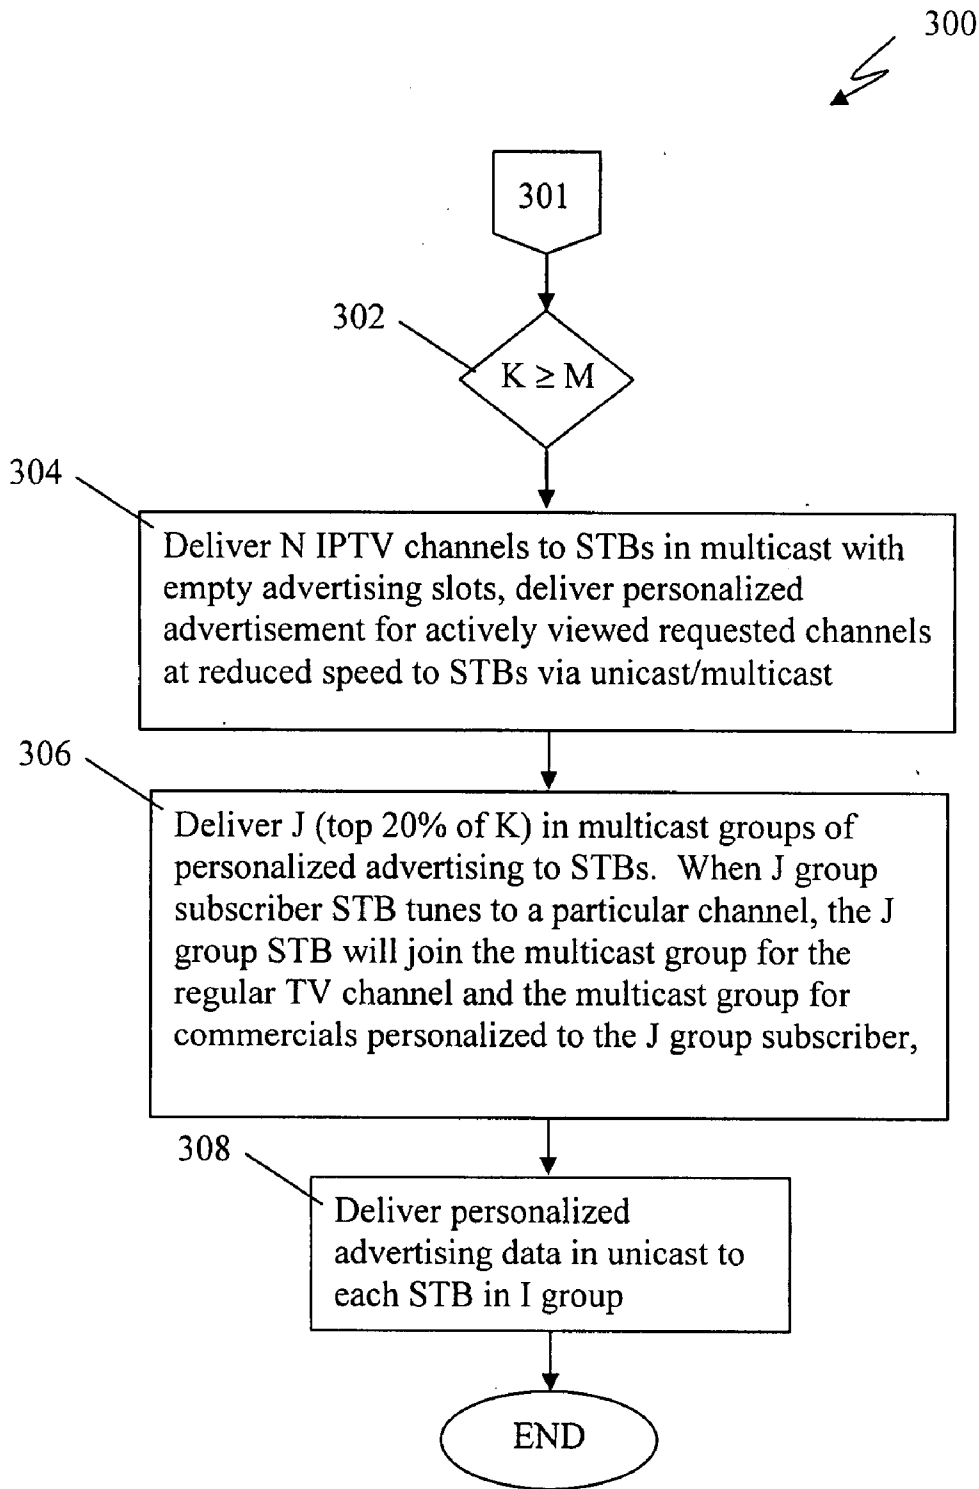 300
301
302
K ≥ M
304
Deliver N IPTV channels to STBs in multicast with
empty advertising slots, deliver personalized
advertisement for actively viewed requested channels
at reduced speed to STBs via unicast/multicast
306
Deliver J (top 20% of K) in multicast groups of
personalized advertising to STBs.  When J group
subscriber STB tunes to a particular channel, the J
group STB will join the multicast group for the
regular TV channel and the multicast group for
commercials personalized to the J group subscriber,
308
Deliver personalized
advertising data in unicast to
each STB in I group
END